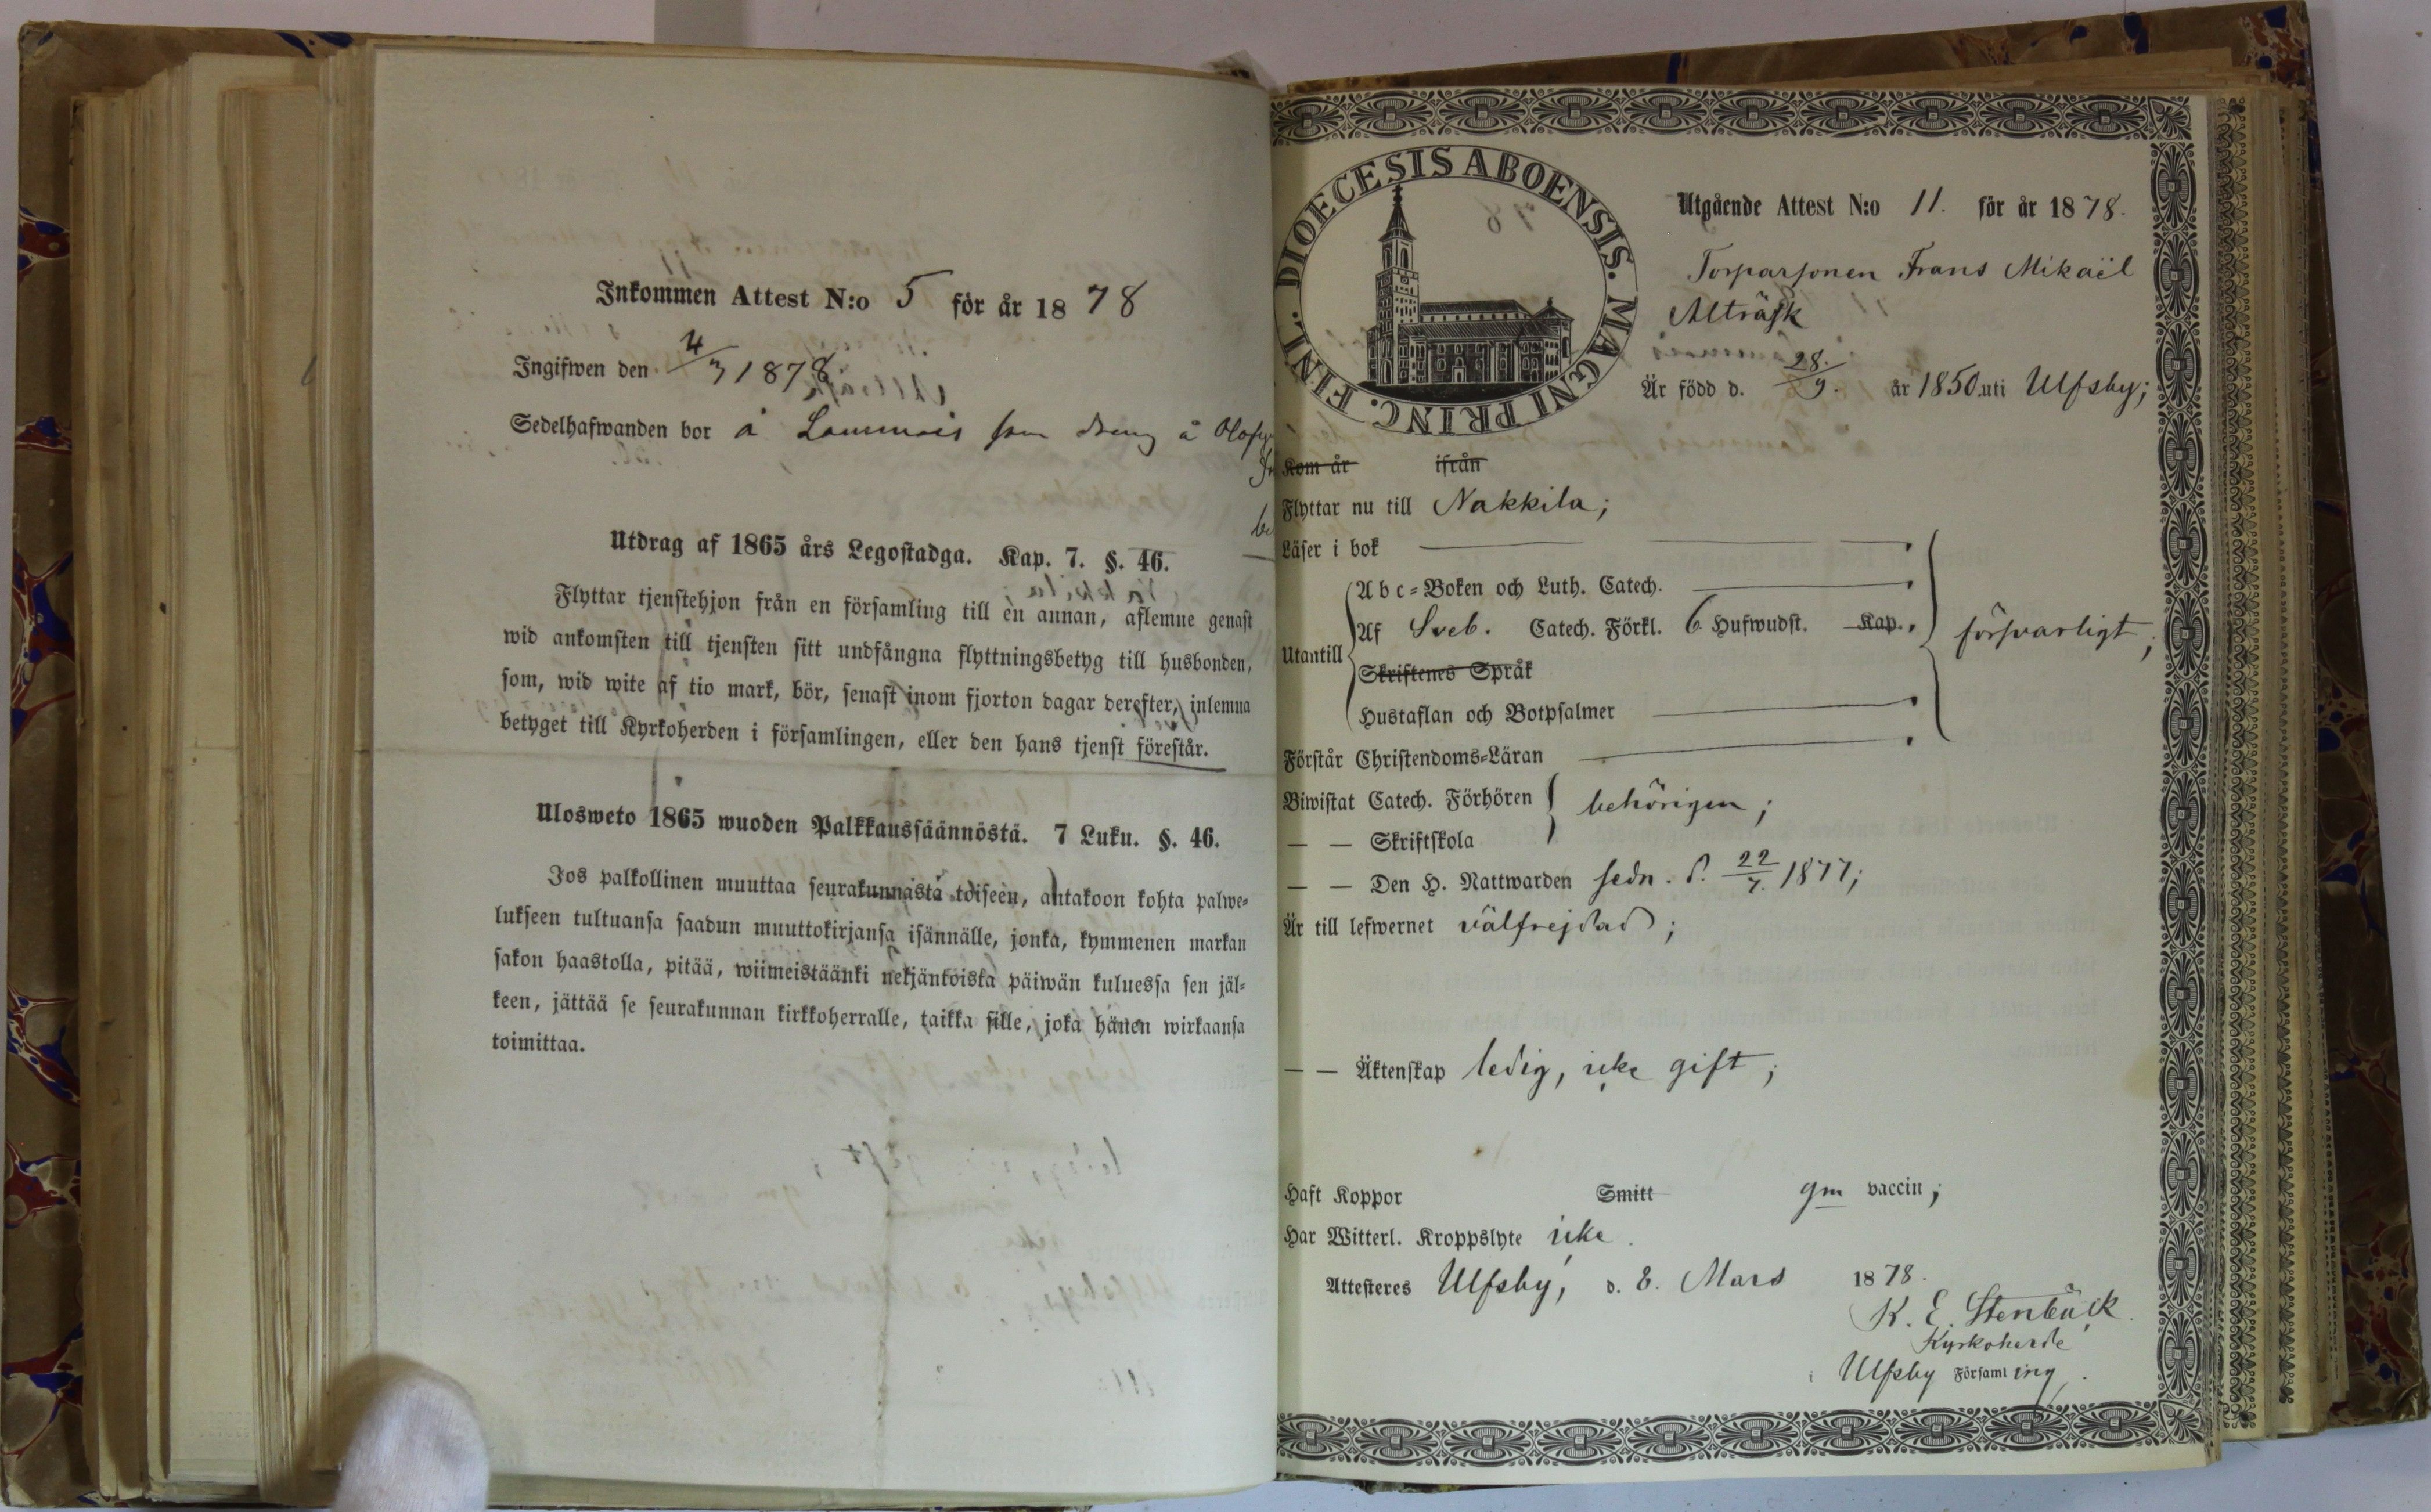 Inkommen Attest N:o 5 för år 1878
Ingifwen den 4/3 1878
Sedelhafwanden bor å Lammais som dreng å
Utdrag af 1865 års Legostadga. Kap. 7. §. 46.
Flyttar tjenstehjon från en församling till en annan, aflemne genast
wid ankomsten till tjensten sitt undfångna flyttningsbetyg till husbonden,
som, wid wite af tio mark, bör, senast inom fjorton dagar derefter, inlemna
betyget till Kyrkoherden i församlingen, eller den hans tjenst förestår.
Ulosweto 1865 wuoden Palkkaussäännöstä. 7 Luku. §. 46.
Jos palkollinen muuttaa seurakunnasta toiseen, antakoon kohta palwe-
lukseen tultuansa saadun muuttokirjansa isännälle, jonka, kymmenen markan
sakon haastolla, pitää, wiimeistäänki neljäntoista päiwän kuluessa sen jäl-
keen, jättää se seurakunnan kirkkoherralle, taikka sille, joka hänen wirkaansa
toimittaa.
DIOECESIS ABOENSIS. MAGNI PRINC. FINL.
Utgående Attest N:o 11. för år 1878.
Torparsonen Frans Mikaël
Alträsk
Är född d. 28./9. år 1850. uti Ulfsby;
Kom år ifrån
Flyttar nu till Nakkila;
Läser i bok
Utantill
Abc-Boken och Luth. Catech.
Af Sveb. Catech. Förkl. 6. Hufwudst. Kap.
försvarligt;
Skriftenes Språk
Hustaflan och Botpsalmer
Förstår Christendoms-Läran
Biwistat Catech. Förhören behörigen;
— — Skriftskola
— — Den H. Nattwarden sedn. d. 22/7. 1877;
Är till lefwernet välfrejdad;
— — Äktenskap ledig, icke gift;
Haft Koppor Smitt gm vaccin;
Har Witterl. Kroppslyte icke.
Attesteres Ulfsby, d. 8. Mars 1878.
K. E. Stenbäck.
Kyrkoherde
i Ulfsby Församling.